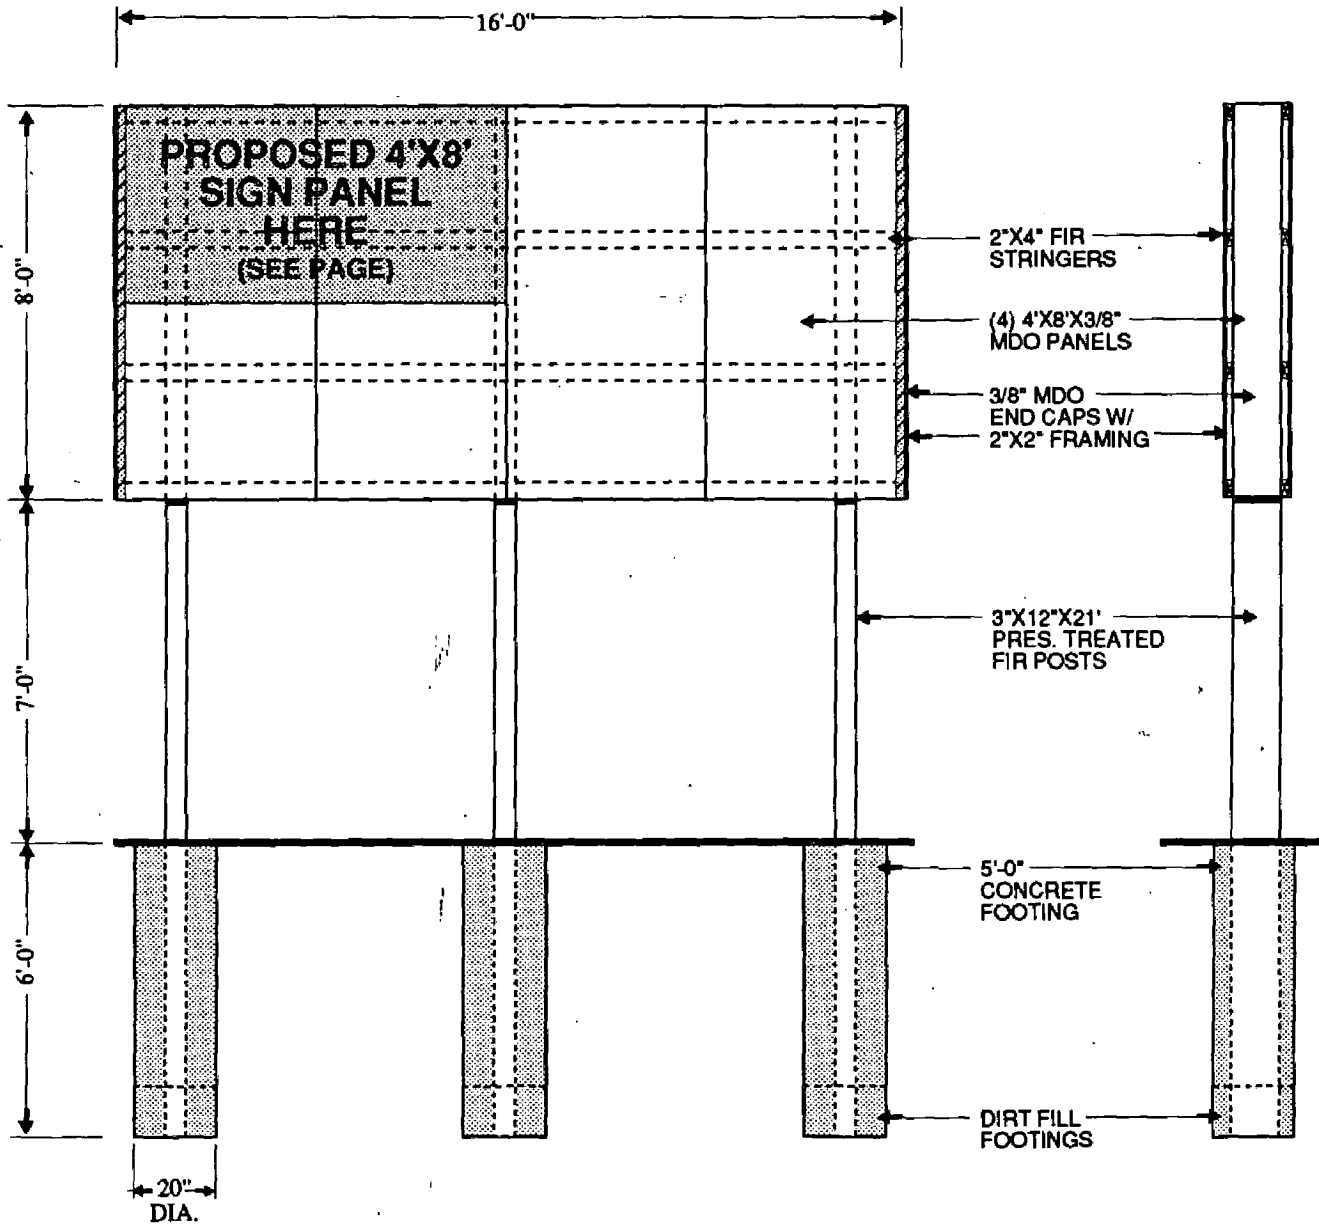 16'-0"
PROPOSED 4'X8'
SIGN PANEL
HERE
(SEE PAGE)
8'-0"
2"X4" FIR
STRINGERS
(4) 4'X8'X3/8"
MDO PANELS
3/8" MDO
END CAPS W/
2"X2" FRAMING
7'-0"
3"X12"X21'
PRES. TREATED
FIR POSTS
6'-0"
5'-0"
CONCRETE
FOOTING
DIRT FILL
FOOTINGS
20"
DIA.